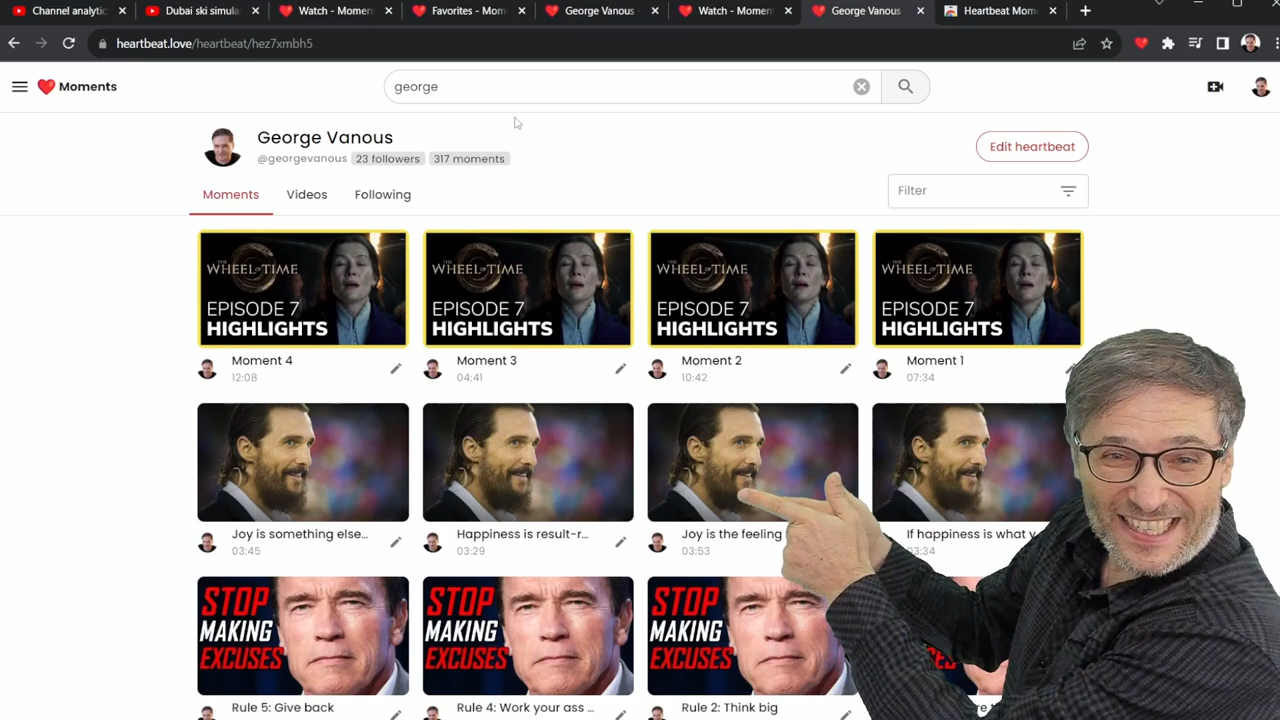 Channel analytic
Dubai ski simula
Watch - Momen
Favorites - Mom
George Vanous -
Watch - Moment
George Vanous
Heartbeat Mom
heartbeat.love/heartbeat/hez7xmbh5
Moments
george
George Vanous
@georgevanous 23 followers 317 moments
Edit heartbeat
Moments Videos Following
Filter
THE
WHEEL OF TIME
EPISODE 7
HIGHLIGHTS
THE
WHEEL OF TIME
EPISODE 7
HIGHLIGHTS
WHEEL OF TIME
EPISODE 7
HIGHLIGHTS
WHEEL OF TIME
EPISODE 7
HIGHLIGHTS
Moment 4
12:08
Moment 3
04:41
Moment 2
10:42
Moment 1
07:34
Joy is something else...
03:45
Happiness is result-r...
03:29
Joy is the feeling
03:53
If happiness is what y
03:34
STOP
MAKING
EXCUSES
STOP
MAKING
EXCUSES
STOP
MAKING
EXCUSES
Rule 5: Give back
Rule 4: Work your ass ...
Rule 2: Think big